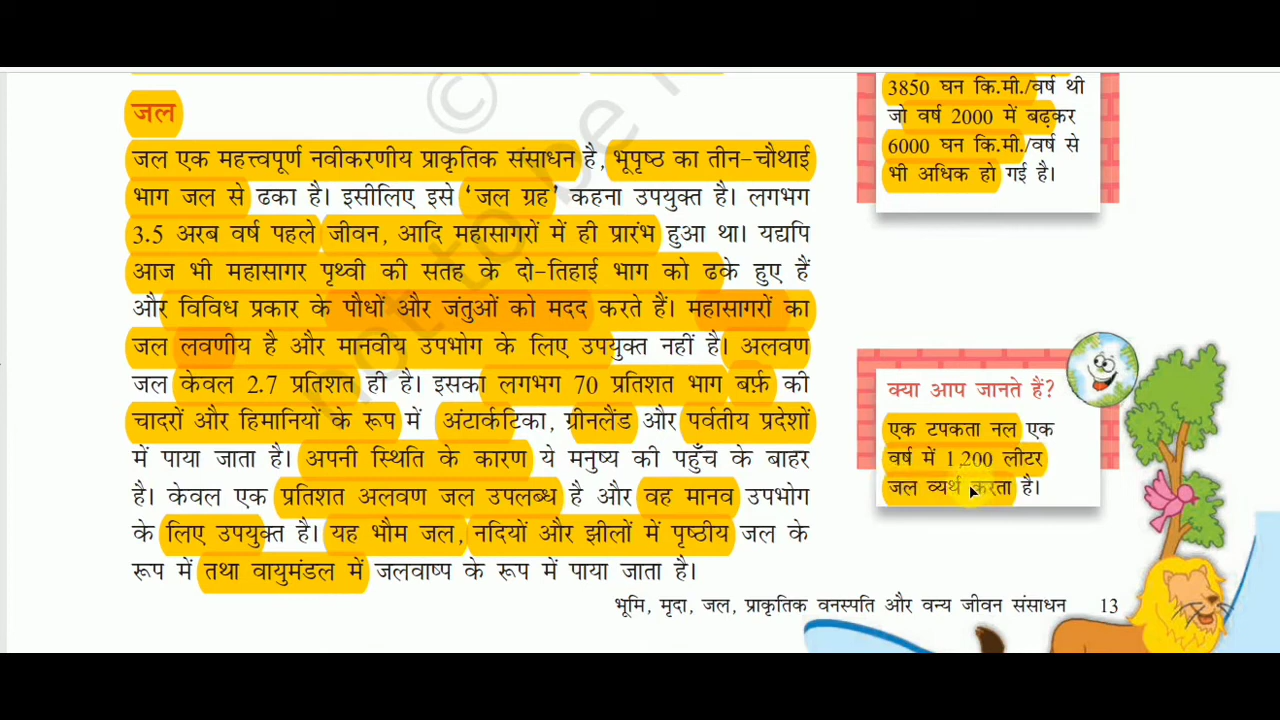 जल
जल एक महत्त्वपूर्ण नवीकरणीय प्राकृतिक संसाधन है, भूपृष्ठ का तीन-चौथाई
भाग जल से ढका है। इसीलिए इसे ‘जल ग्रह’ कहना उपयुक्त है। लगभग
3.5 अरब वर्ष पहले जीवन, आदि महासागरों में ही प्रारंभ हुआ था। यद्यपि
आज भी महासागर पृथ्वी की सतह के दो-तिहाई भाग को ढके हुए हैं
और विविध प्रकार के पौधों और जंतुओं को मदद करते हैं। महासागरों का
जल लवणीय है और मानवीय उपभोग के लिए उपयुक्त नहीं है। अलवण
जल केवल 2.7 प्रतिशत ही है। इसका लगभग 70 प्रतिशत भाग बर्फ़ की
चादरों और हिमानियों के रूप में अंटार्कटिका, ग्रीनलैंड और पर्वतीय प्रदेशों
में पाया जाता है। अपनी स्थिति के कारण ये मनुष्य की पहुँच के बाहर
है। केवल एक प्रतिशत अलवण जल उपलब्ध है और वह मानव उपभोग
के लिए उपयुक्त है। यह भौम जल, नदियों और झीलों में पृष्ठीय जल के
रूप में तथा वायुमंडल में जलवाष्प के रूप में पाया जाता है।
3850 घन कि.मी./वर्ष थी
जो वर्ष 2000 में बढ़कर
6000 घन कि.मी./वर्ष से
भी अधिक हो गई है।
क्या आप जानते हैं?
एक टपकता नल एक
वर्ष में 1,200 लीटर
जल व्यर्थ करता है।
भूमि, मृदा, जल, प्राकृतिक वनस्पति और वन्य जीवन संसाधन 13
© not to be r